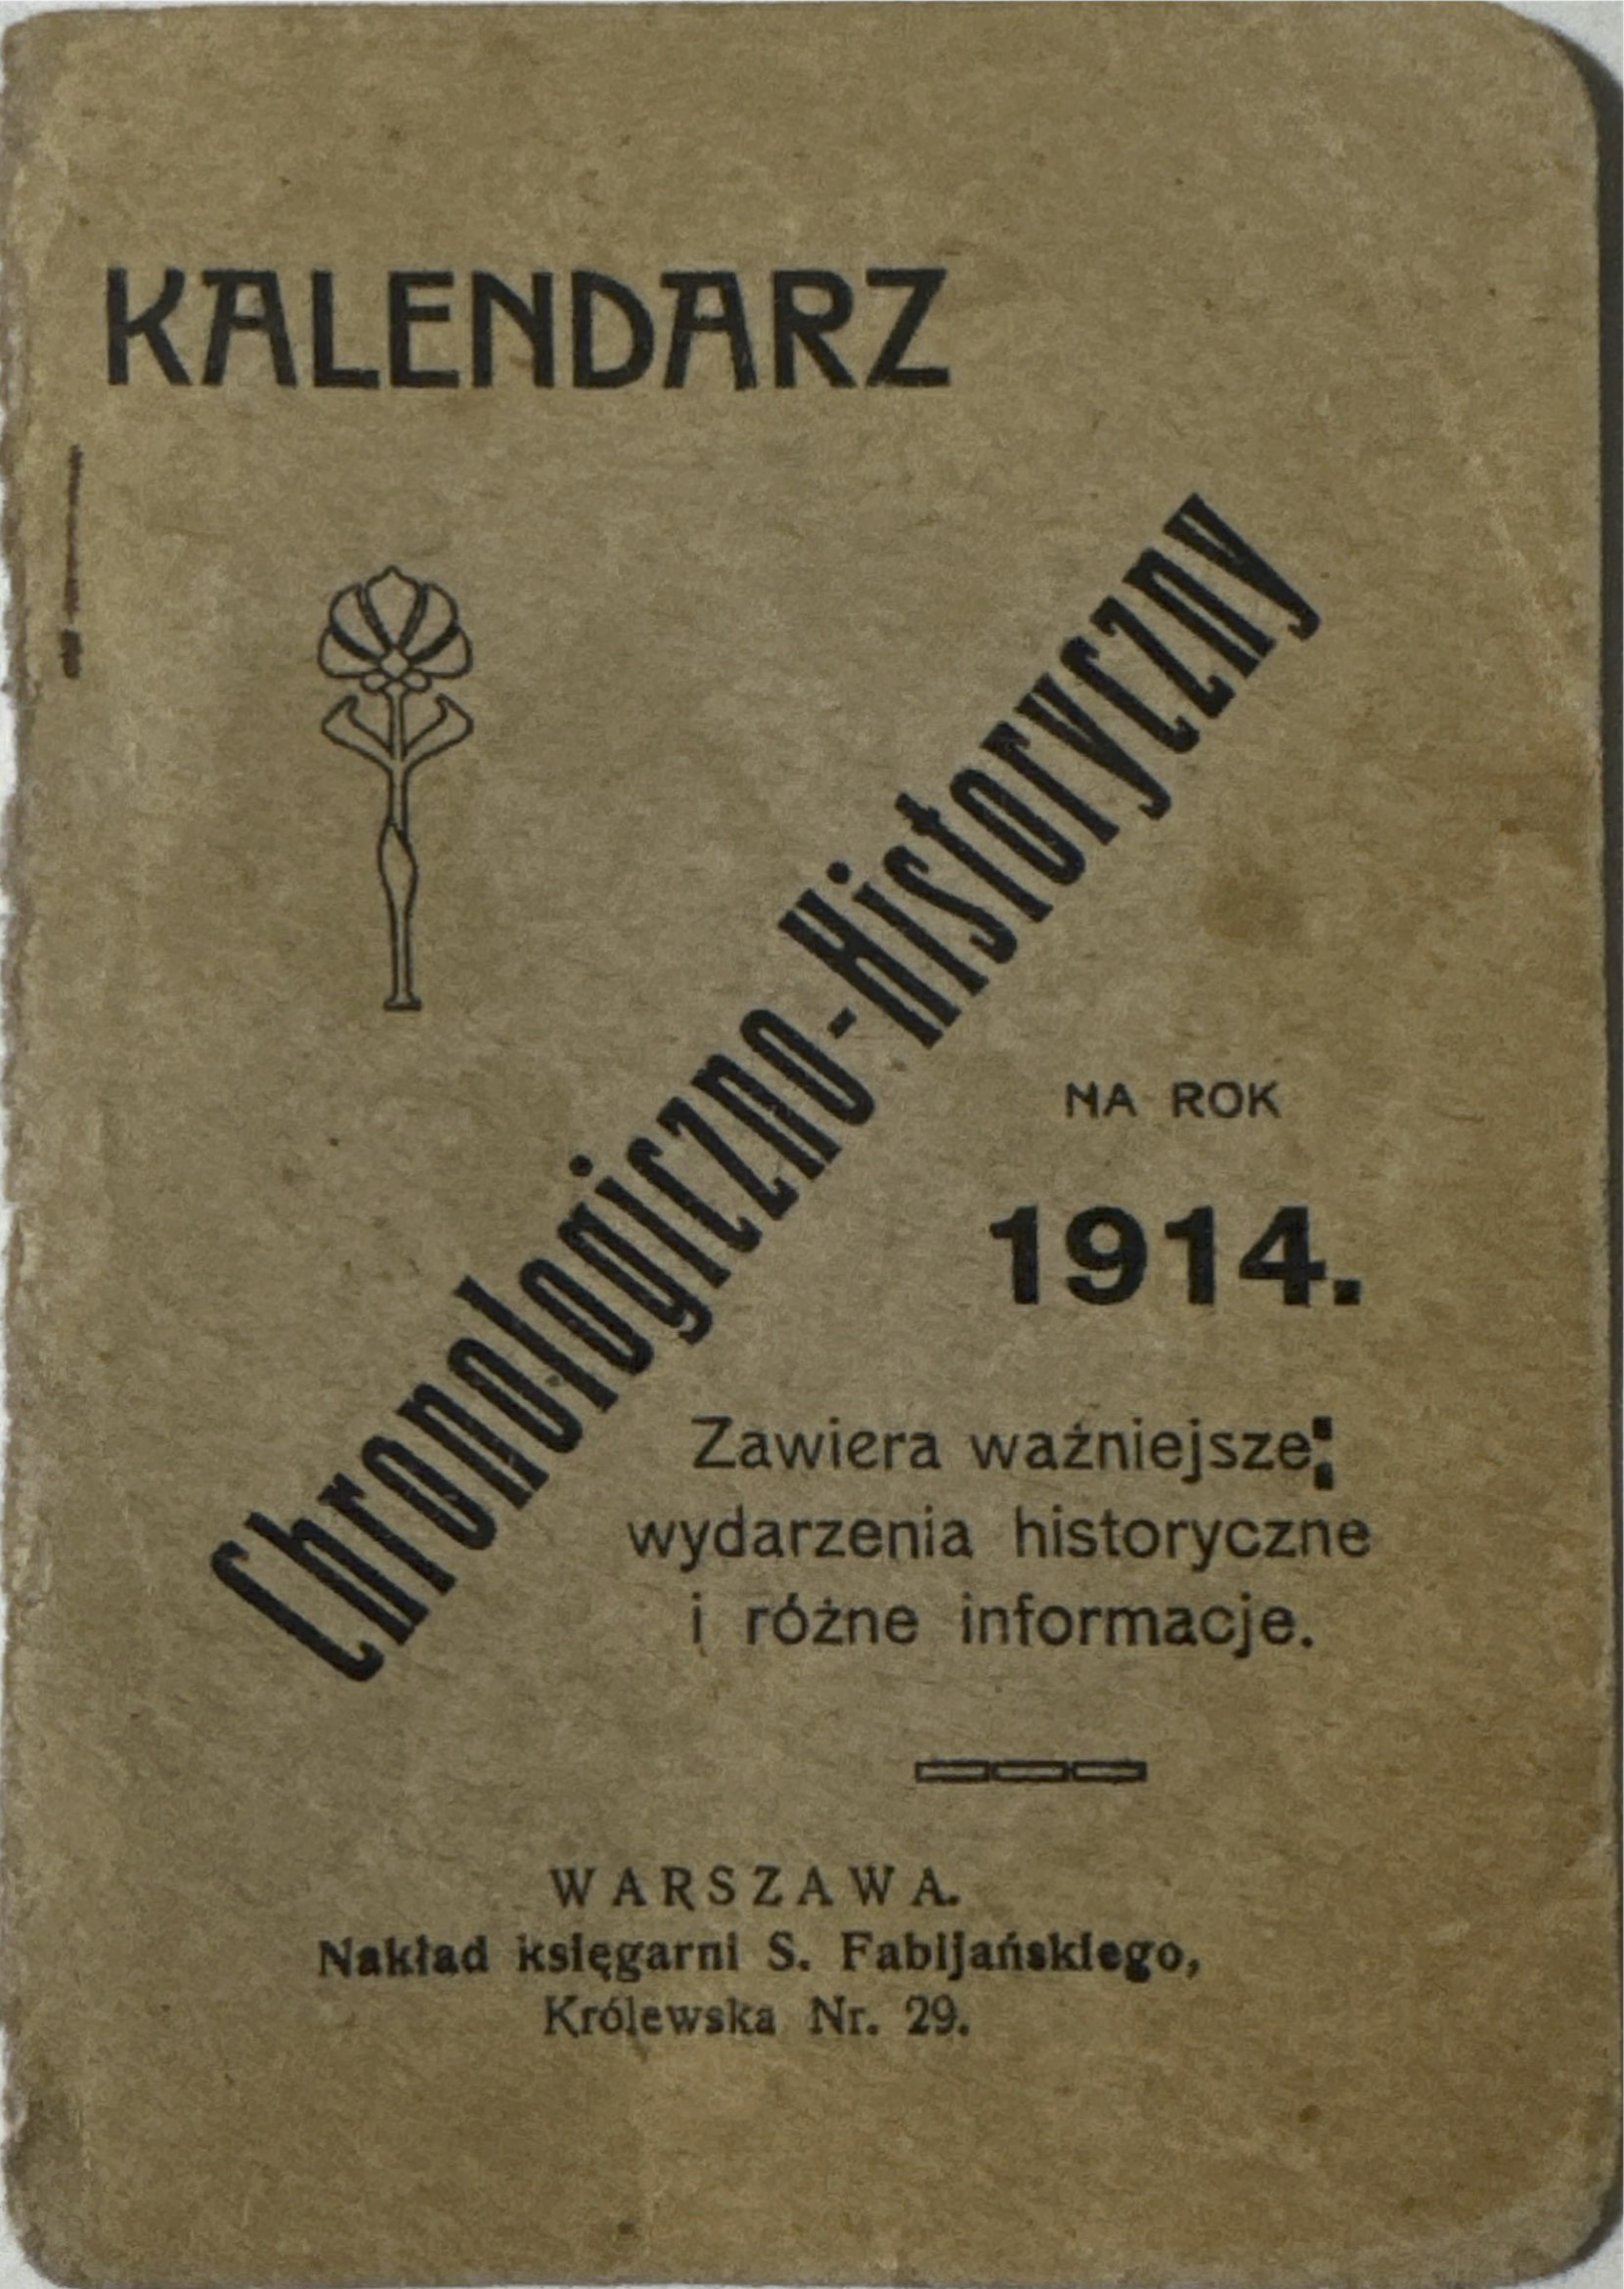 KALENDARZ
Chronologiczno-Historyczny
NA ROK
1914.
Zawiera ważniejsze:
wydarzenia historyczne
i różne informacje.
WARSZAWA.
Nakład księgarni S. Fabijańskiego,
Królewska Nr. 29.